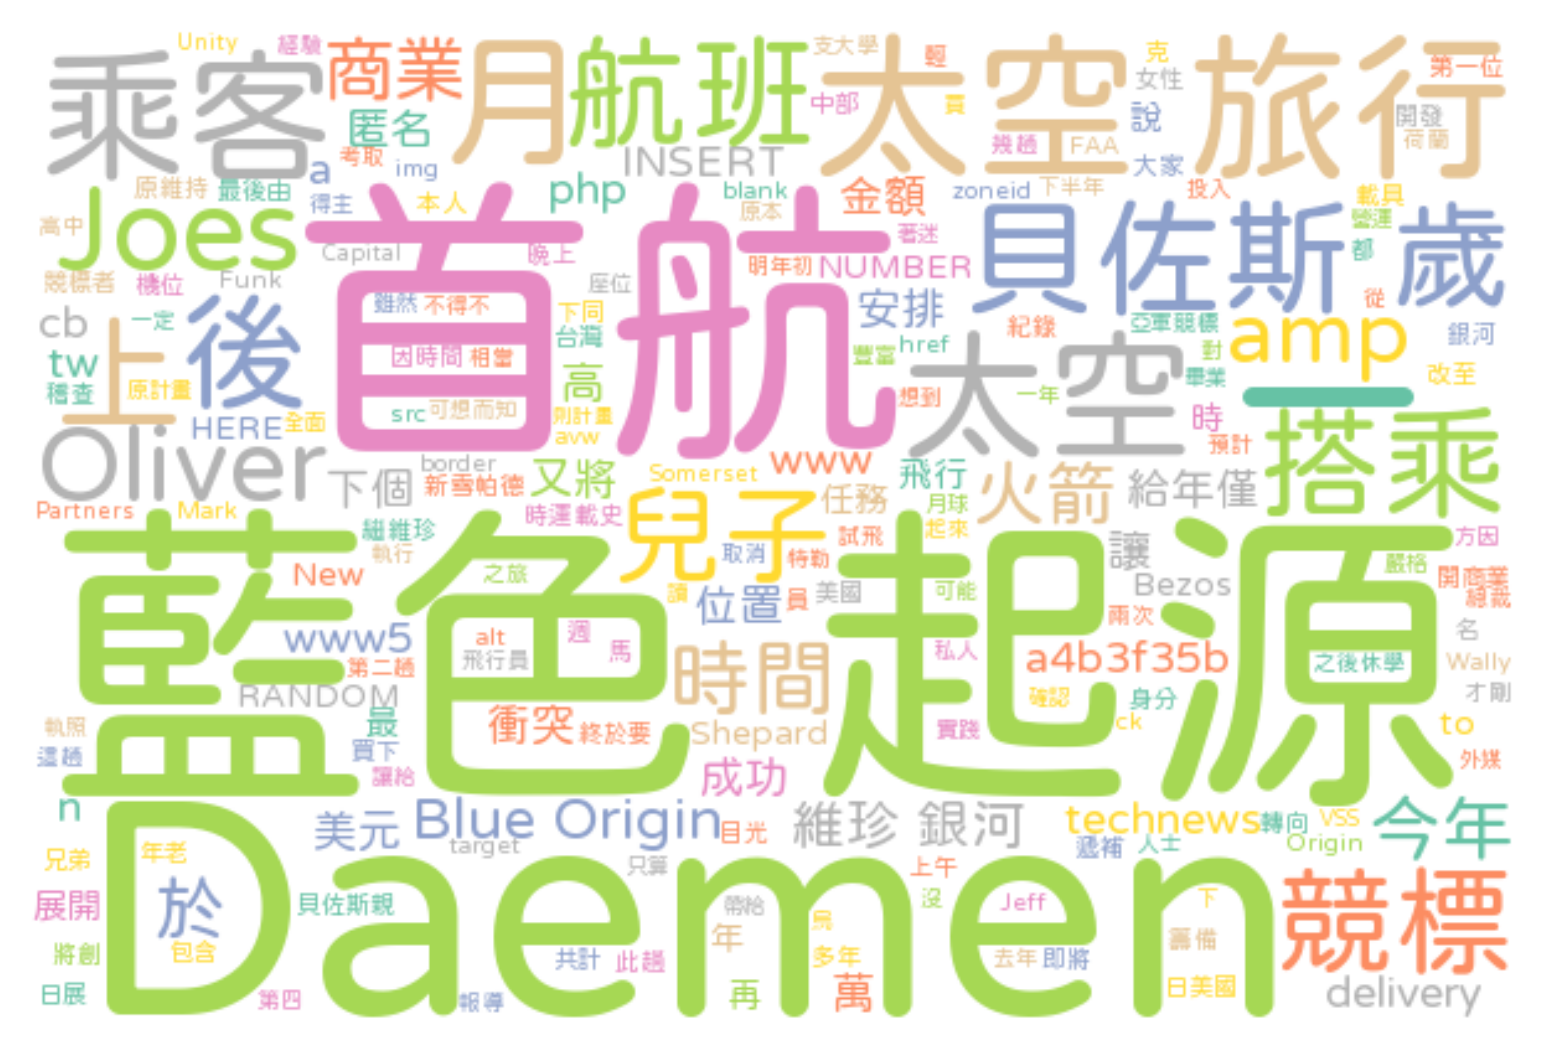 Unity 經驗 商業 月 航班 支大學 輕 克 女性 第一位
乘客 太空 旅行
匿名 中部 賓 說 開發 荷蘭
考取 img INSERT 幾趟 FAA 大家
原維持 最後由 a php blank 金額 zoneid 下半年 投入 載具
得主 本人 原本 著迷 營運
高中 Joes 首航 貝佐斯 歲 都
Capital 晚上 明年初 NUMBER
競標者 機位 Funk 座位 從
cb 一定 上 後 雖然 不得不 下同 安排 紀錄 亞軍競標 amp 銀河
tw 因時間 相當 台灣 href 太空 對
稽查 原計畫 高 畢業 改至
src 可想而知 則計畫 想到 一年 一
HERE 全面 avw 時 預計 搭乘
Oliver 下個 border 又將 Somerset www 飛行 火箭 給年僅
新雪帕德 任務
Partners Mark 時運載史 兒子 月球
繼維珍 試飛 起來 讓 方因
藍色起源
執行 取消 特勒 嚴格
New 之旅 讀 美國 可能 Bezos 開商業
位置 員 兩次 總裁
www5 alt 週 名
飛行員 馬 時間 私人 a4b3f35b 之後休學 Wally
第二趟
RANDOM 確認 身分 才剛
執照 最 衝突 終於要 Shepard 實踐 ck to
這趟 買下 外媒
讓給 成功
n 美元 Blue Origin 目光 維珍 銀河 technews 轉向 VSS 今年
target 遞補 人士 Origin
兄弟 年老 只算 上午
Daemen
展開 於 貝佐斯親 帶給 沒 Jeff 下 競標
年 籌備
將創 包含 共計 此趟 多年 去年 即將
日展 第四 報導 再 萬 日美國 delivery